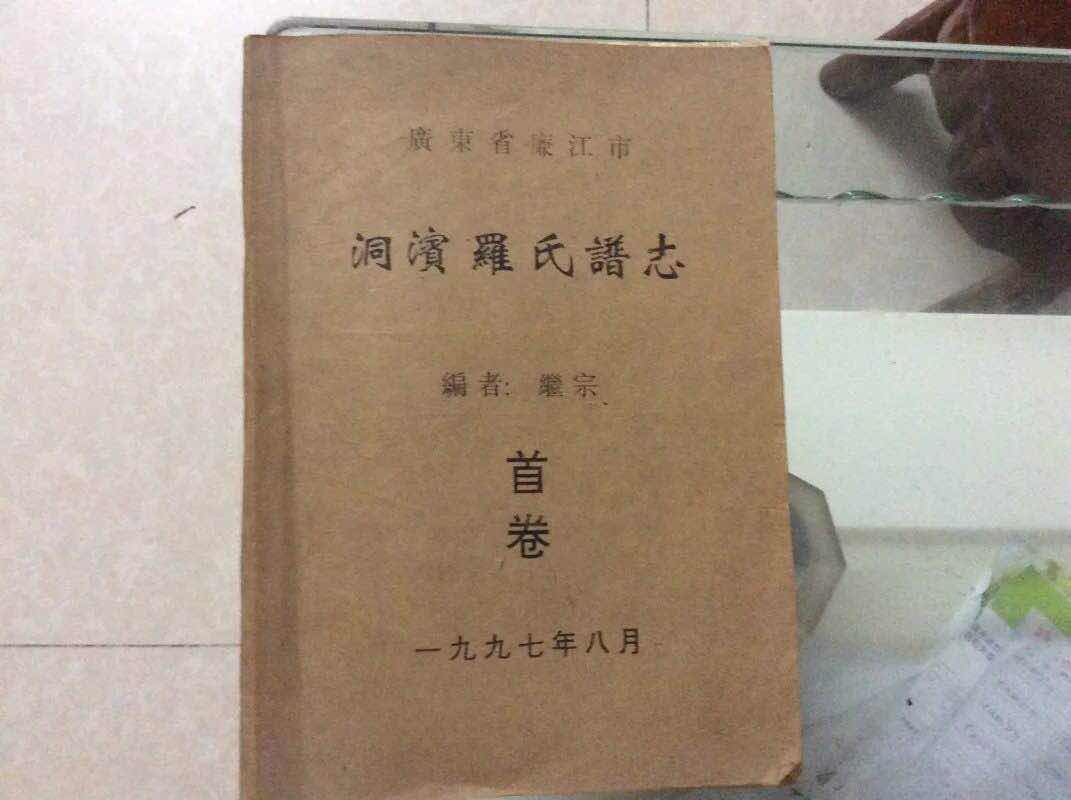 廣東省廉江市
洞濱羅氏譜志
編者: 繼宗
首
卷
一九九七年八月